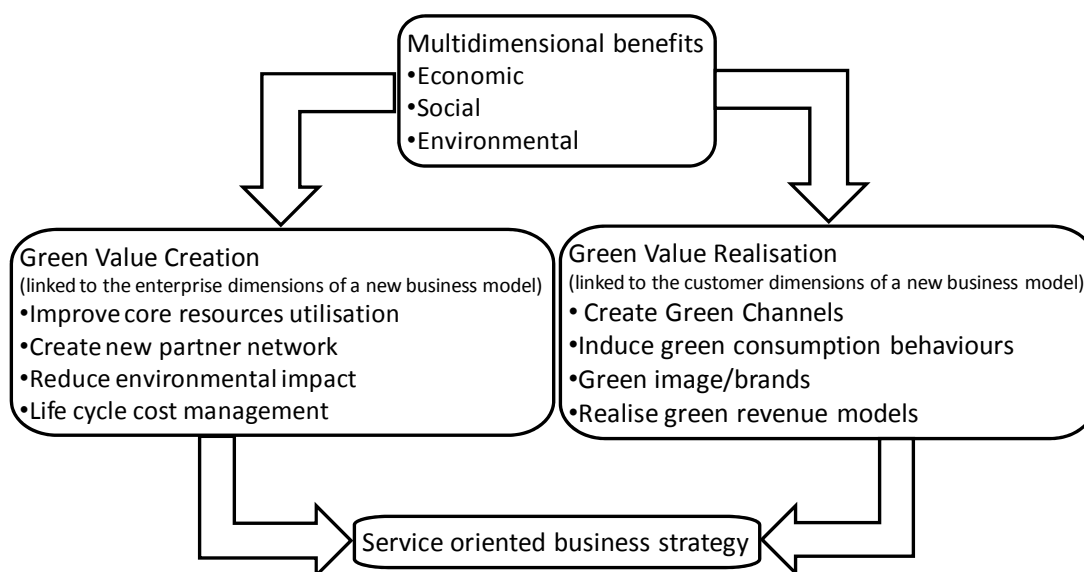 Multidimensional benefits
•Economic
•Social
•Environmental
Green Value Creation
(linked to the enterprise dimensions of a new business model)
•Improve core resources utilisation
•Create new partner network
•Reduce environmental impact
•Life cycle cost management
Green Value Realisation
(linked to the customer dimensions of a new business model)
• Create Green Channels
•Induce green consumption behaviours
•Green image/brands
•Realise green revenue models
Service oriented business strategy